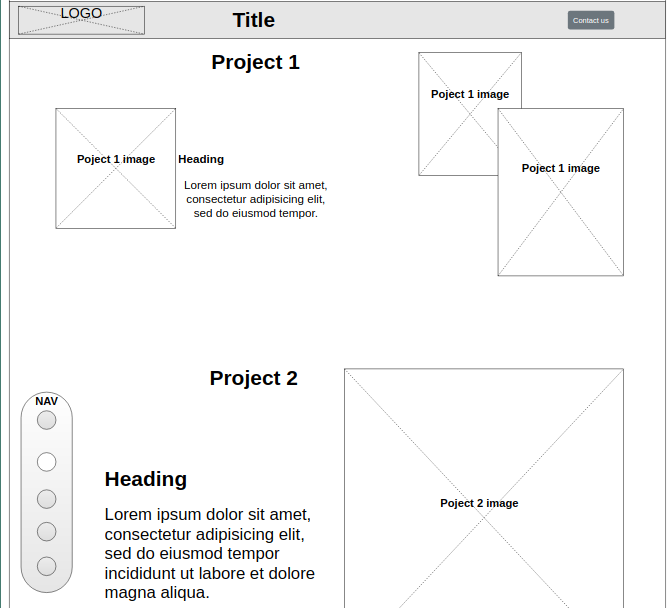 LOGO
Title
Contact us
Project 1
Poject 1 image
Poject 1 image
Poject 1 image
Heading
Lorem ipsum dolor sit amet,
consectetur adipisicing elit,
sed do eiusmod tempor.
Project 2
NAV
Heading
Lorem ipsum dolor sit amet,
consectetur adipisicing elit,
sed do eiusmod tempor
incididunt ut labore et dolore
magna aliqua.
Poject 2 image